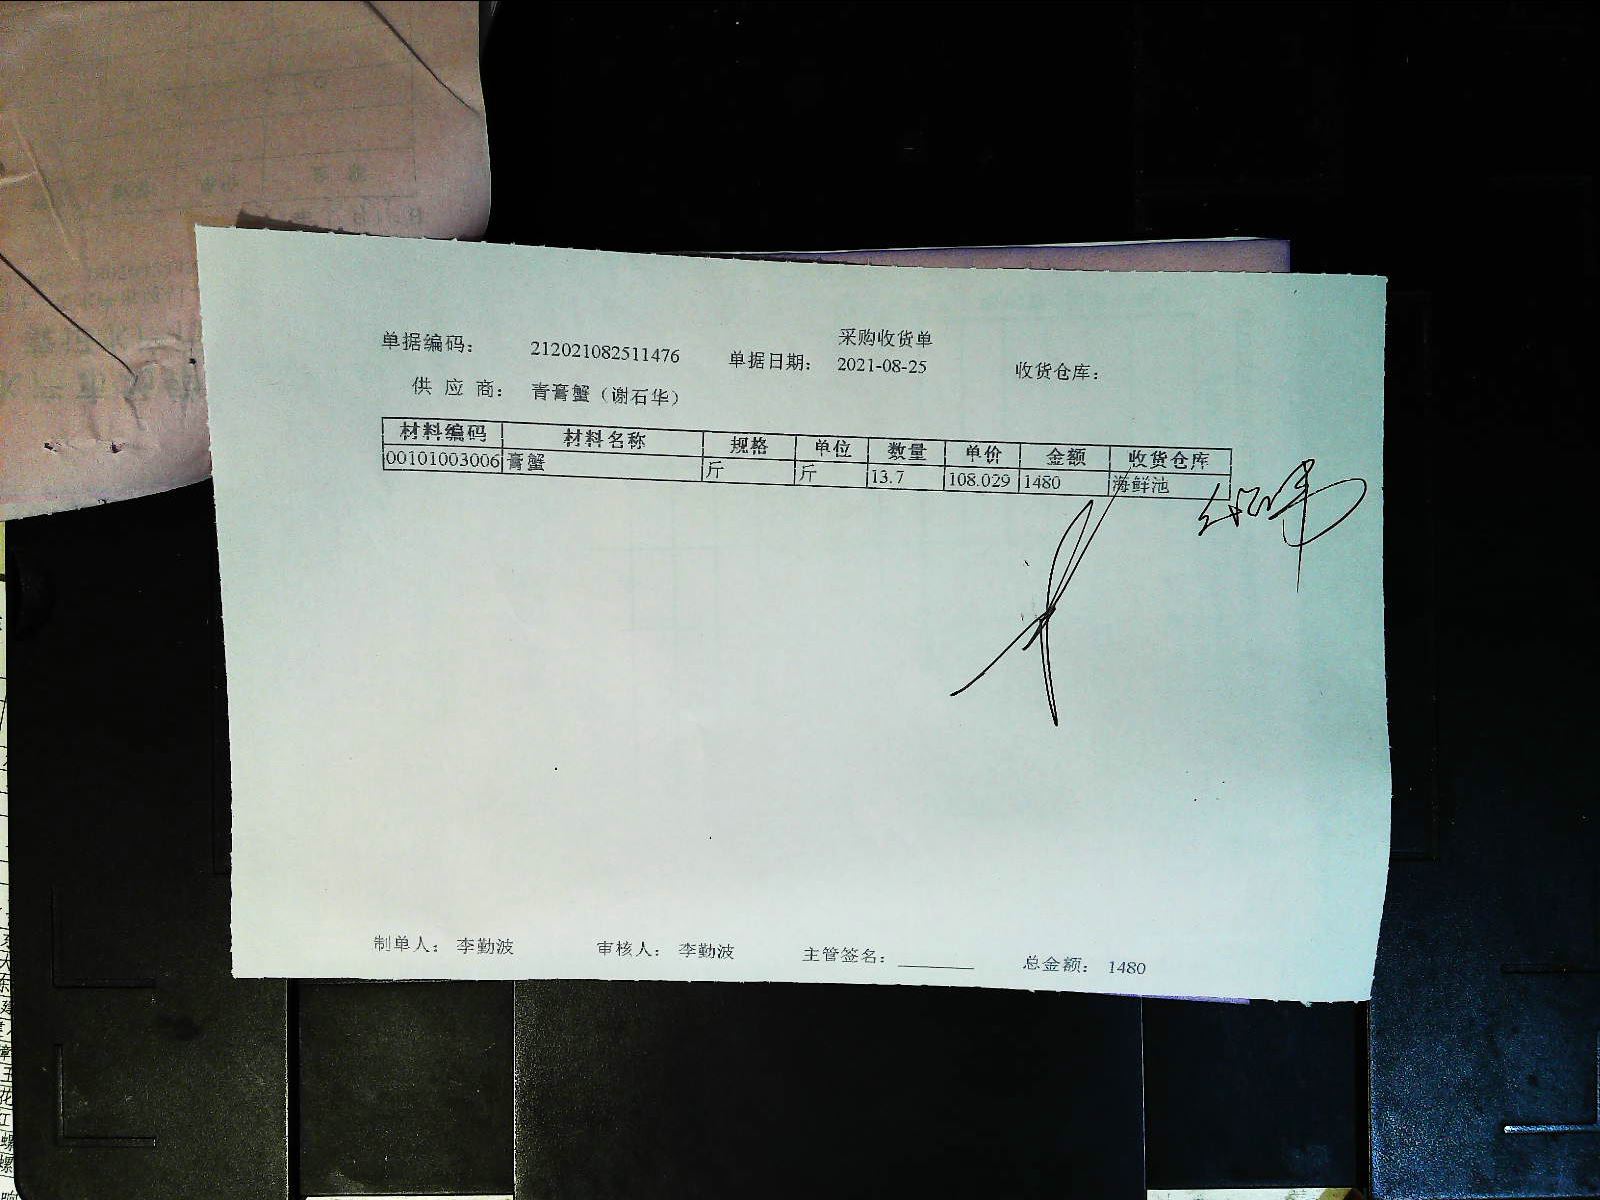 采购收货单
单据编码： 212021082511476 单据日期： 2021-08-25 收货仓库：
供 应 商： 青膏蟹（谢石华）
材料编码 材料名称 规格 单位 数量 单价 金额 收货仓库
00101003006 膏蟹 斤 斤 13.7 108.029 1480 海鲜池
制单人： 李勤波 审核人： 李勤波 主管签名： ________ 总金额： 1480